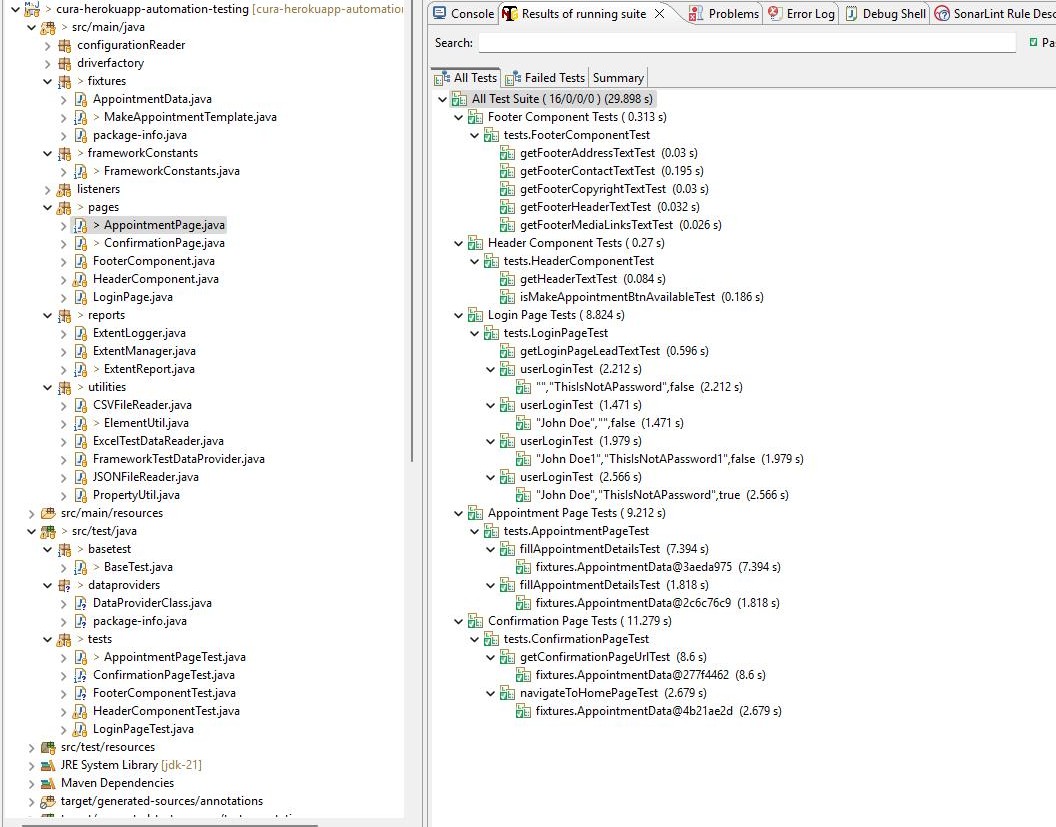 > cura-herokuapp-automation-testing [cura-herokuapp-automation
> src/main/java
configurationReader
driverfactory
> fixtures
AppointmentData.java
> MakeAppointmentTemplate.java
package-info.java
> frameworkConstants
> FrameworkConstants.java
listeners
> pages
> AppointmentPage.java
> ConfirmationPage.java
FooterComponent.java
HeaderComponent.java
LoginPage.java
> reports
ExtentLogger.java
ExtentManager.java
> ExtentReport.java
> utilities
CSVFileReader.java
> ElementUtil.java
ExcelTestDataReader.java
FrameworkTestDataProvider.java
JSONFileReader.java
PropertyUtil.java
src/main/resources
> src/test/java
> basetest
> BaseTest.java
> dataproviders
DataProviderClass.java
package-info.java
> tests
> AppointmentPageTest.java
ConfirmationPageTest.java
FooterComponentTest.java
HeaderComponentTest.java
LoginPageTest.java
src/test/resources
JRE System Library [jdk-21]
Maven Dependencies
target/generated-sources/annotations
Console Results of running suite Problems Error Log Debug Shell SonarLint Rule Desc
Search: Pa
All Tests Failed Tests Summary
All Test Suite ( 16/0/0/0 ) (29.898 s)
Footer Component Tests ( 0.313 s)
tests.FooterComponentTest
getFooterAddressTextTest (0.03 s)
getFooterContactTextTest (0.195 s)
getFooterCopyrightTextTest (0.03 s)
getFooterHeaderTextTest (0.032 s)
getFooterMediaLinksTextTest (0.026 s)
Header Component Tests ( 0.27 s)
tests.HeaderComponentTest
getHeaderTextTest (0.084 s)
isMakeAppointmentBtnAvailableTest (0.186 s)
Login Page Tests ( 8.824 s)
tests.LoginPageTest
getLoginPageLeadTextTest (0.596 s)
userLoginTest (2.212 s)
"","ThisIsNotAPassword",false (2.212 s)
userLoginTest (1.471 s)
"John Doe","",false (1.471 s)
userLoginTest (1.979 s)
"John Doe1","ThisIsNotAPassword1",false (1.979 s)
userLoginTest (2.566 s)
"John Doe","ThisIsNotAPassword",true (2.566 s)
Appointment Page Tests ( 9.212 s)
tests.AppointmentPageTest
fillAppointmentDetailsTest (7.394 s)
fixtures.AppointmentData@3aeda975 (7.394 s)
fillAppointmentDetailsTest (1.818 s)
fixtures.AppointmentData@2c6c76c9 (1.818 s)
Confirmation Page Tests ( 11.279 s)
tests.ConfirmationPageTest
getConfirmationPageUrlTest (8.6 s)
fixtures.AppointmentData@277f4462 (8.6 s)
navigateToHomePageTest (2.679 s)
fixtures.AppointmentData@4b21ae2d (2.679 s)